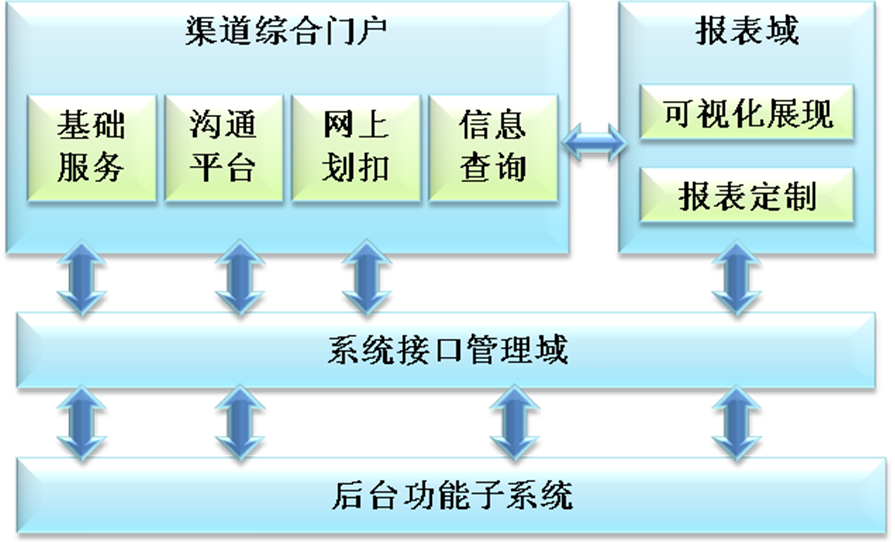 渠道综合门户
报表域
基础
服务
沟通
平台
网上
划扣
信息
查询
可视化展现
报表定制
系统接口管理域
后台功能子系统